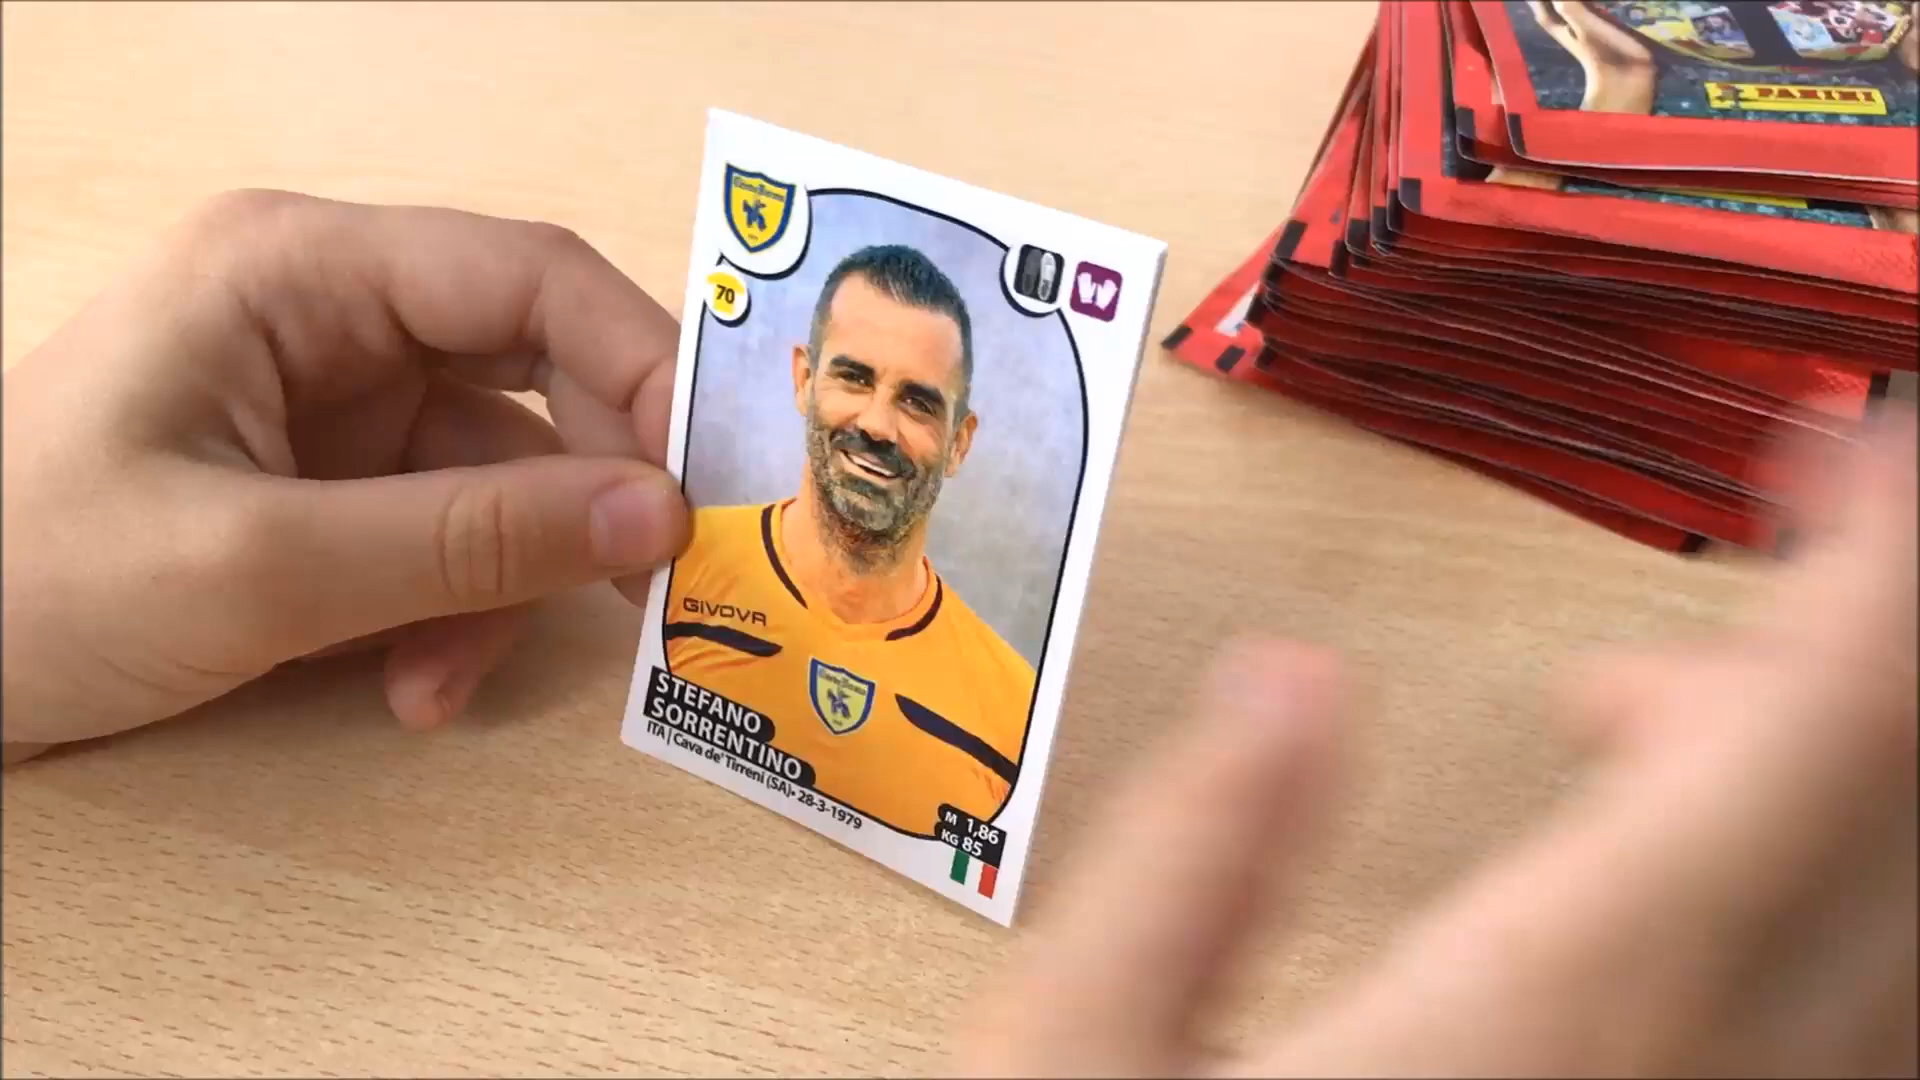 PANINI
70
GIVOVA
STEFANO
SORRENTINO
ITA | Cava de' Tirreni (SA) • 28-3-1979
M 1,86
KG 85